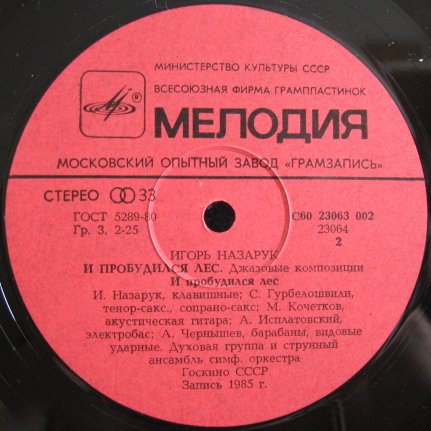 МИНИСТЕРСТВО КУЛЬТУРЫ СССР
ВСЕСОЮЗНАЯ ФИРМА ГРАМПЛАСТИНОК
®
МЕЛОДИЯ
МОСКОВСКИЙ ОПЫТНЫЙ ЗАВОД «ГРАМЗАПИСЬ»
СТЕРЕО 33
ГОСТ 5289-80
Гр. 3. 2-25
С60 23063 002
23064
2
ИГОРЬ НАЗАРУК
И ПРОБУДИЛСЯ ЛЕС. Джазовые композиции
И пробудился лес
И. Назарук, клавишные; С. Гурбелошвили,
тенор-сакс., сопрано-сакс; М. Кочетков,
акустическая гитара; А. Исплатовский,
электробас; А. Чернышев, барабаны, видовые
ударные. Духовая группа и струнный
ансамбль симф. оркестра
Госкино СССР
Запись 1985 г.